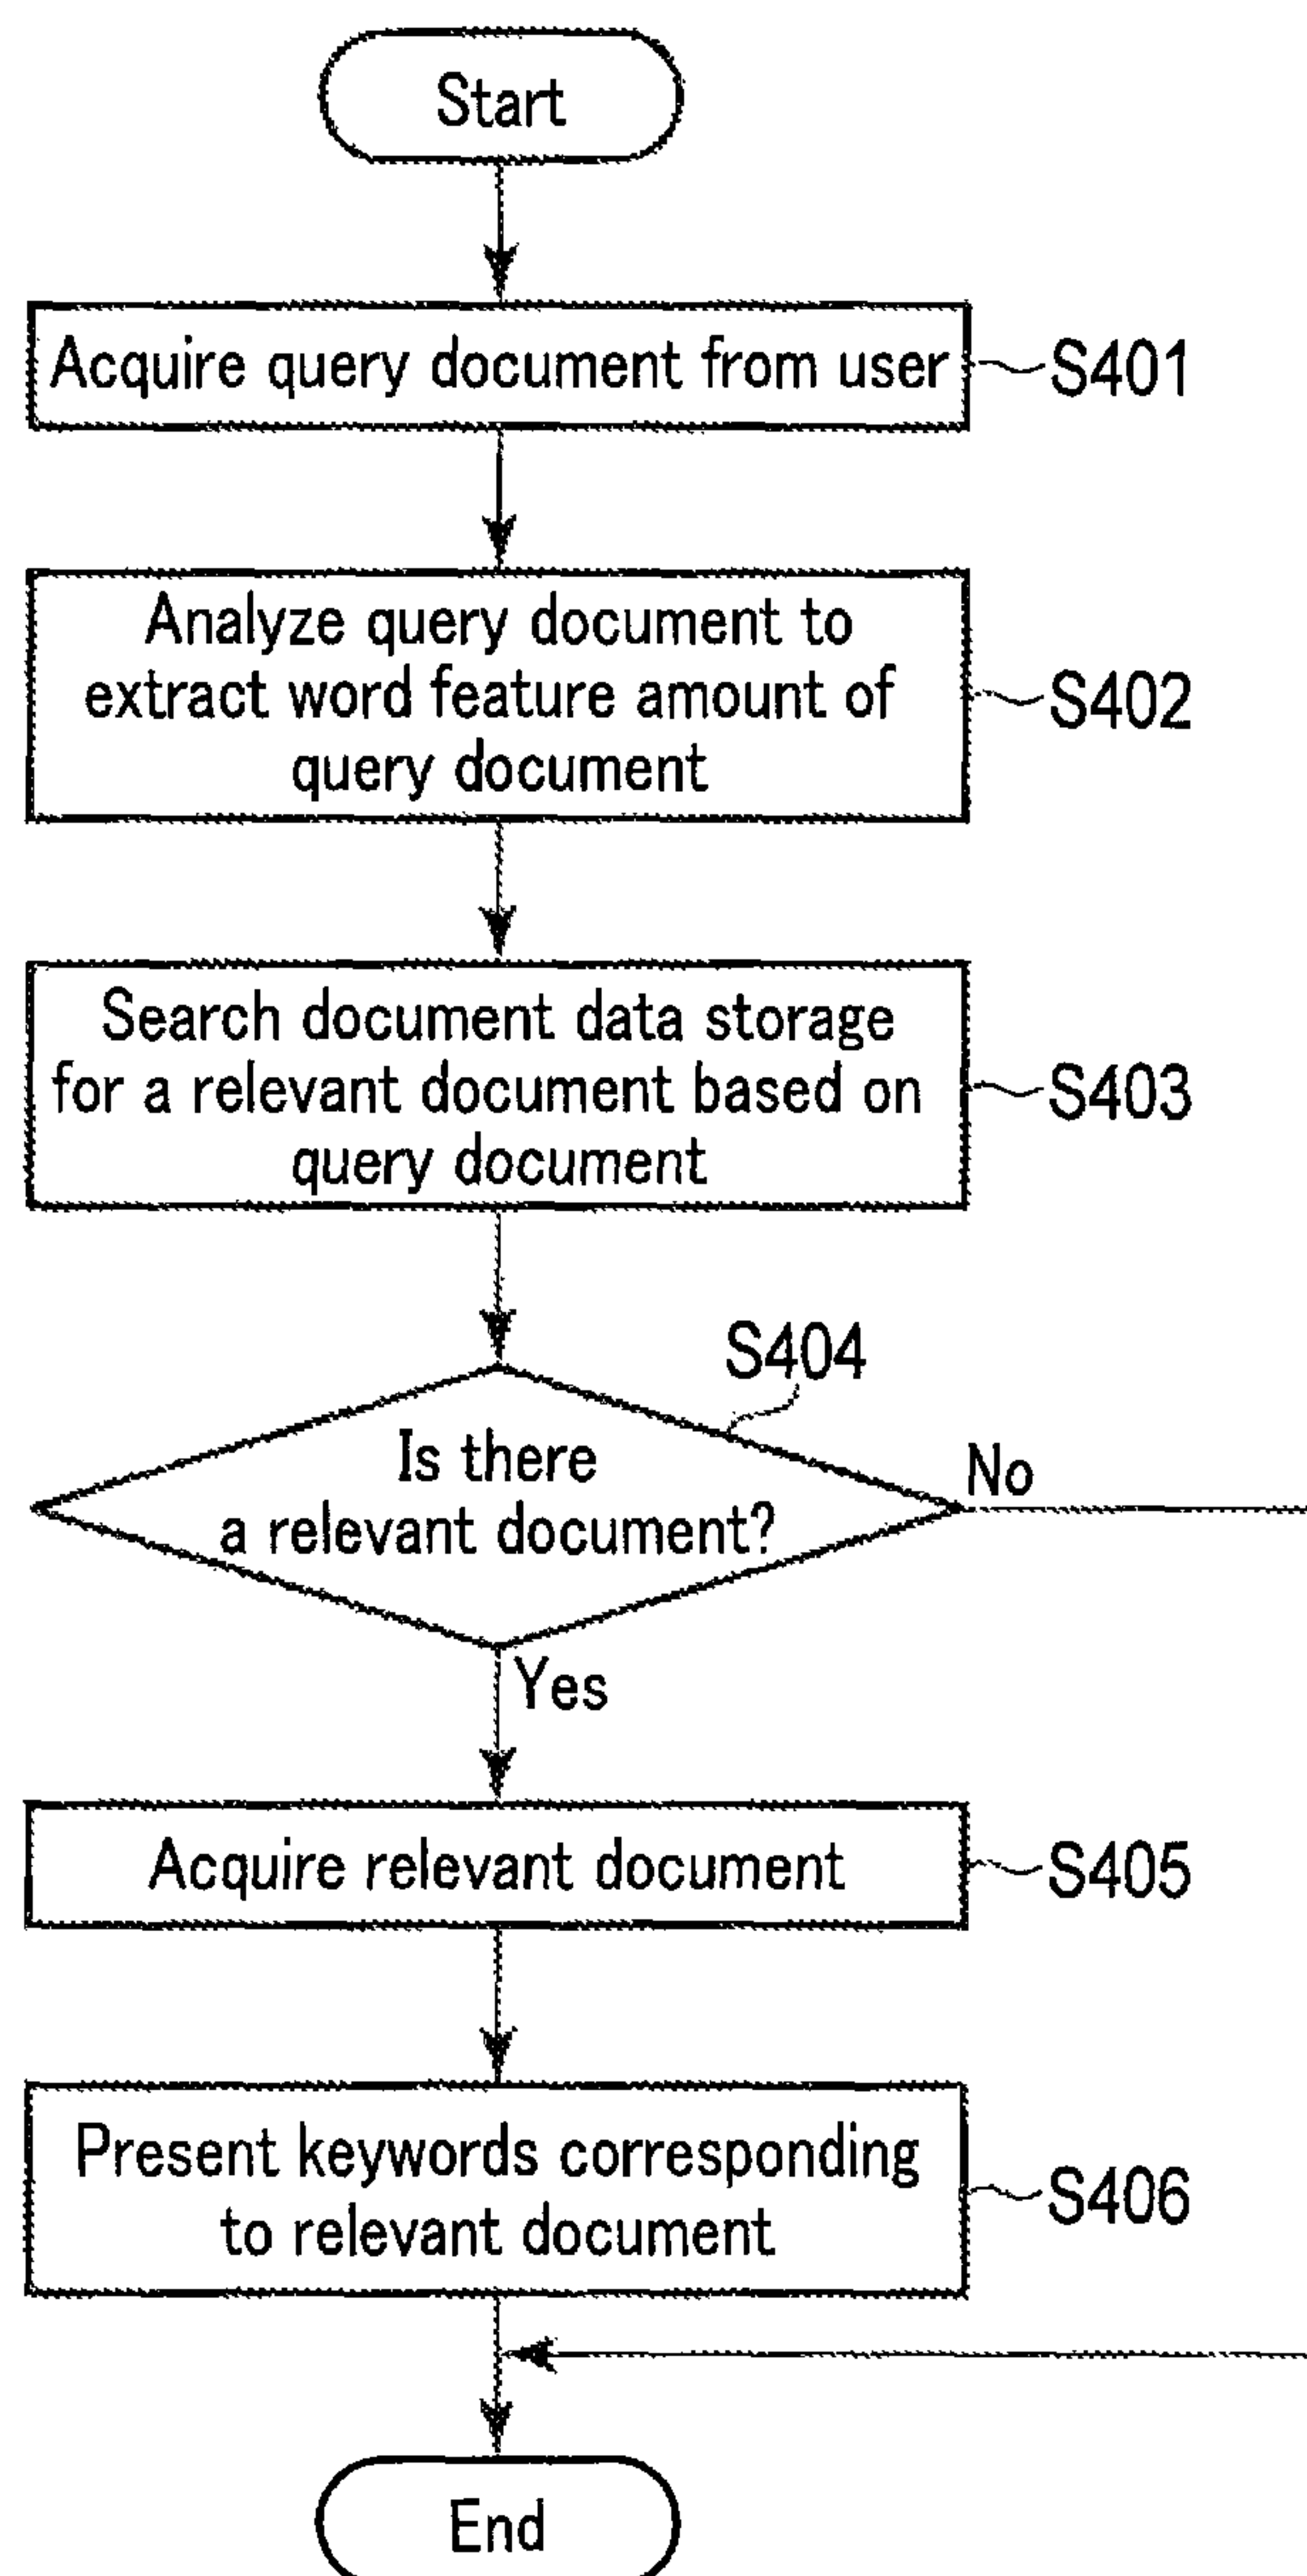 Start
Acquire query document from user
S401
Analyze query document to
extract word feature amount of
query document
S402
Search document data storage
for a relevant document based on
query document
S403
S404
Is there
a relevant document?
No
Yes
Acquire relevant document
S405
Present keywords corresponding
to relevant document
S406
End